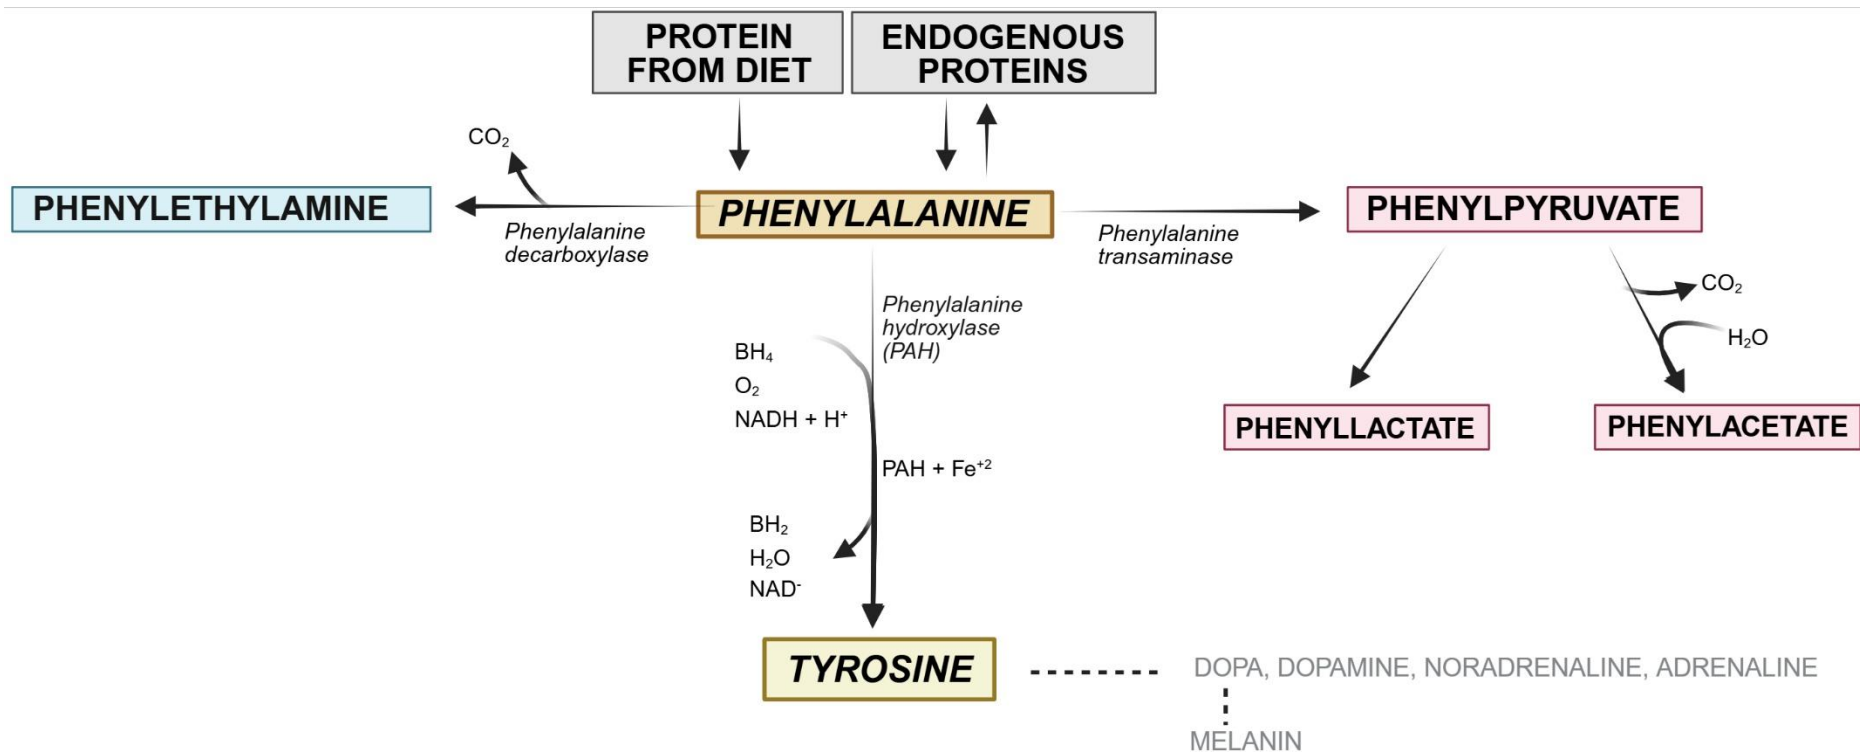 PROTEIN
FROM DIET
ENDOGENOUS
PROTEINS
CO₂
PHENYLETHYLAMINE
Phenylalanine
decarboxylase
PHENYLALANINE
Phenylalanine
transaminase
PHENYLPYRUVATE
Phenylalanine
hydroxylase
(PAH)
CO₂
H₂O
BH₄
O₂
NADH + H⁺
PHENYLLACTATE
PHENYLACETATE
PAH + Fe⁺²
BH₂
H₂O
NAD⁻
TYROSINE
DOPA, DOPAMINE, NORADRENALINE, ADRENALINE
MELANIN